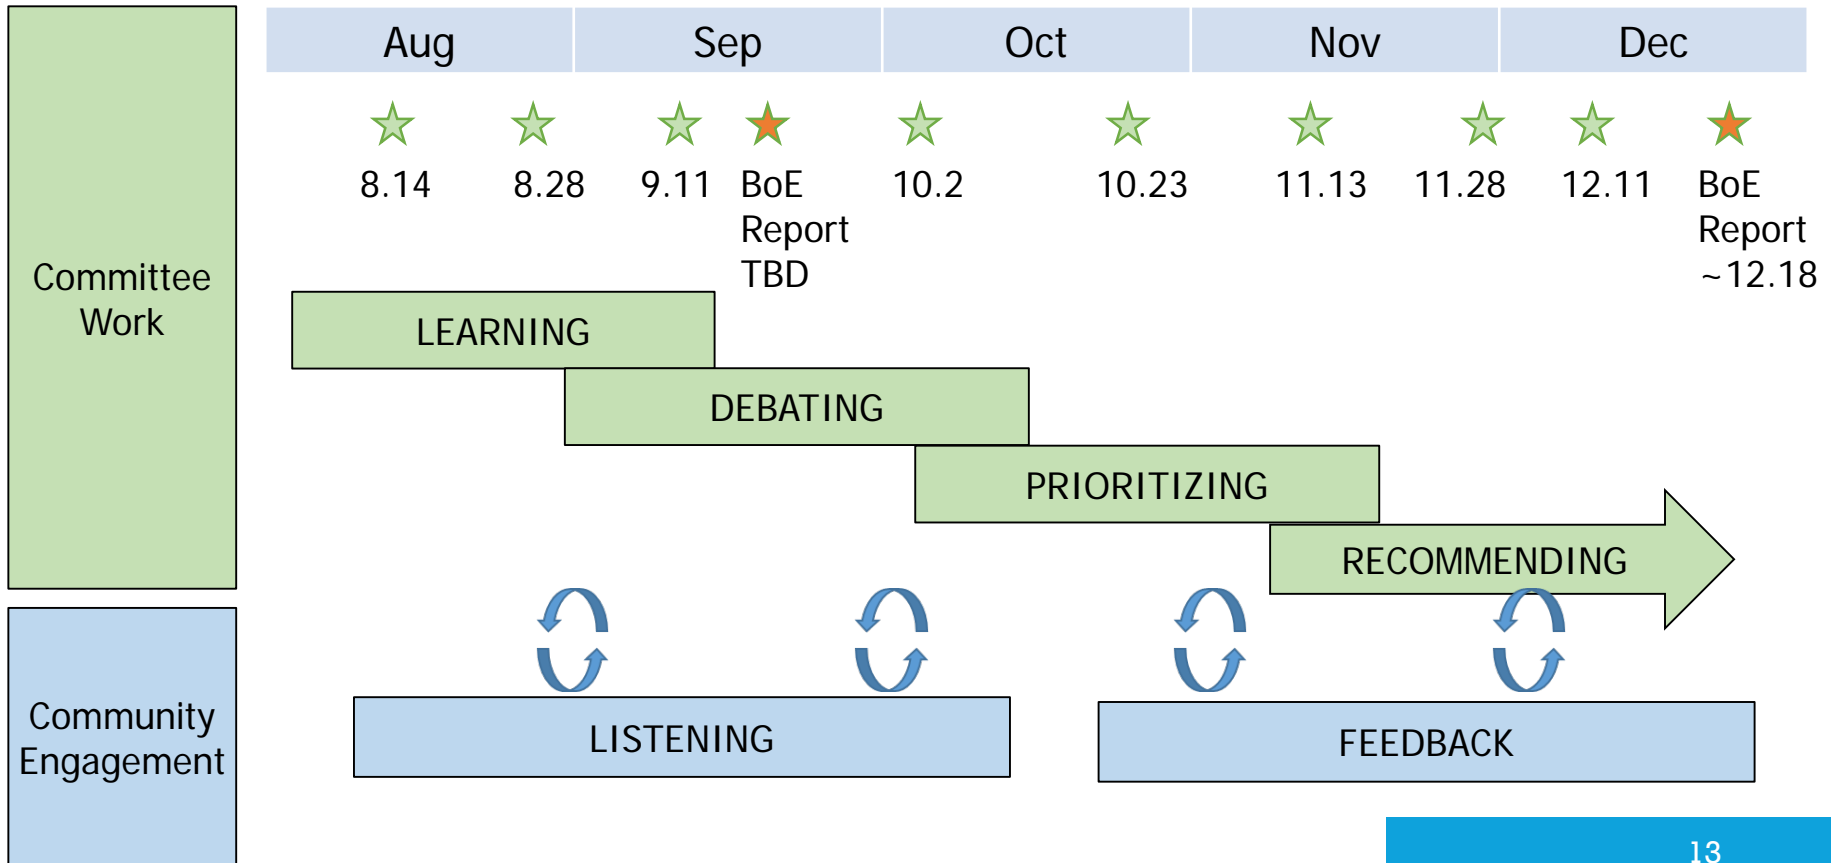 Aug Sep Oct Nov Dec
8.14 8.28 9.11 BoE 10.2 10.23 11.13 11.28 12.11 BoE
Report Report
TBD ~12.18
Committee
Work
LEARNING
DEBATING
PRIORITIZING
RECOMMENDING
Community
Engagement
LISTENING
FEEDBACK
13